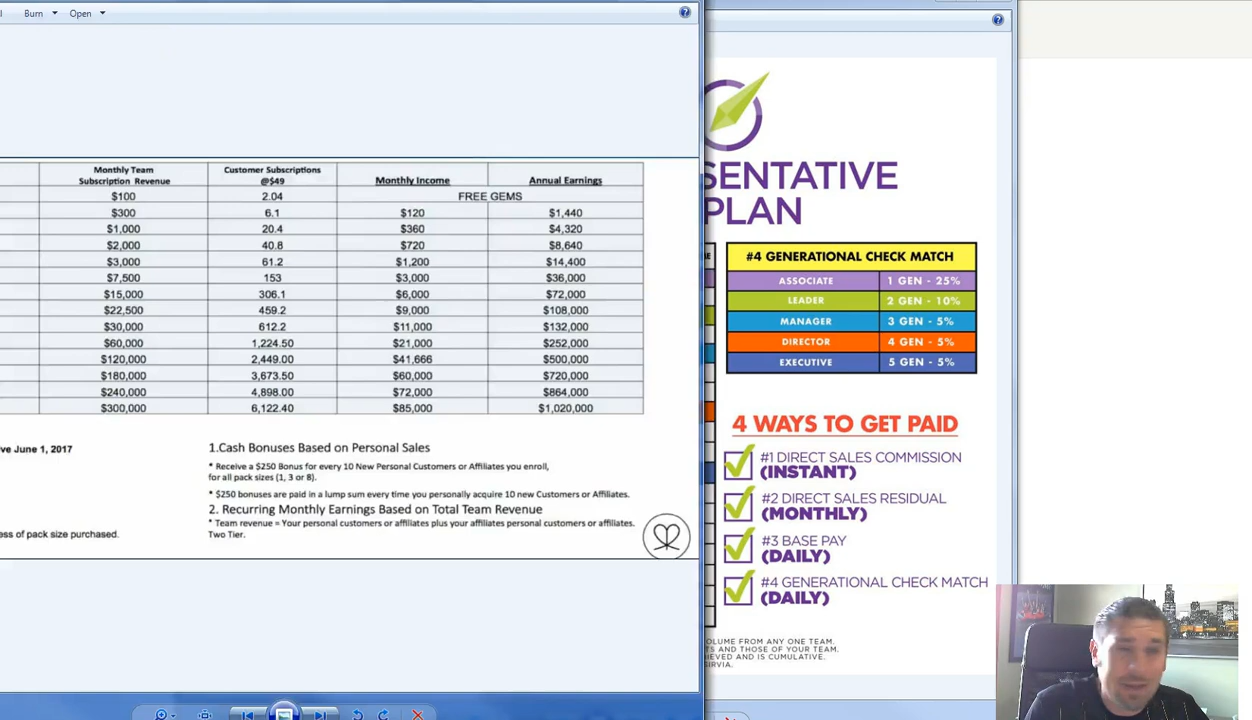 Burn Open
Monthly Team
Subscription Revenue
Customer Subscriptions
@$49
Monthly Income Annual Earnings
$100 2.04 FREE GEMS
$300 6.1 $120 $1,440
$1,000 20.4 $360 $4,320
$2,000 40.8 $720 $8,640
$3,000 61.2 $1,200 $14,400
$7,500 153 $3,000 $36,000
$15,000 306.1 $6,000 $72,000
$22,500 459.2 $9,000 $108,000
$30,000 612.2 $11,000 $132,000
$60,000 1,224.50 $21,000 $252,000
$120,000 2,449.00 $41,666 $500,000
$180,000 3,673.50 $60,000 $720,000
$240,000 4,898.00 $72,000 $864,000
$300,000 6,122.40 $85,000 $1,020,000
ve June 1, 2017
ess of pack size purchased.
1.Cash Bonuses Based on Personal Sales
* Receive a $250 Bonus for every 10 New Personal Customers or Affiliates you enroll,
for all pack sizes (1, 3 or 8).
* $250 bonuses are paid in a lump sum every time you personally acquire 10 new Customers or Affiliates.
2. Recurring Monthly Earnings Based on Total Team Revenue
* Team revenue = Your personal customers or affiliates plus your affiliates personal customers or affiliates.
Two Tier.
SENTATIVE
PLAN
#4 GENERATIONAL CHECK MATCH
ASSOCIATE 1 GEN - 25%
LEADER 2 GEN - 10%
MANAGER 3 GEN - 5%
DIRECTOR 4 GEN - 5%
EXECUTIVE 5 GEN - 5%
4 WAYS TO GET PAID
#1 DIRECT SALES COMMISSION
(INSTANT)
#2 DIRECT SALES RESIDUAL
(MONTHLY)
#3 BASE PAY
(DAILY)
#4 GENERATIONAL CHECK MATCH
(DAILY)
OLUME FROM ANY ONE TEAM.
TS AND THOSE OF YOUR TEAM.
IEVED AND IS CUMULATIVE.
SIRVIA.